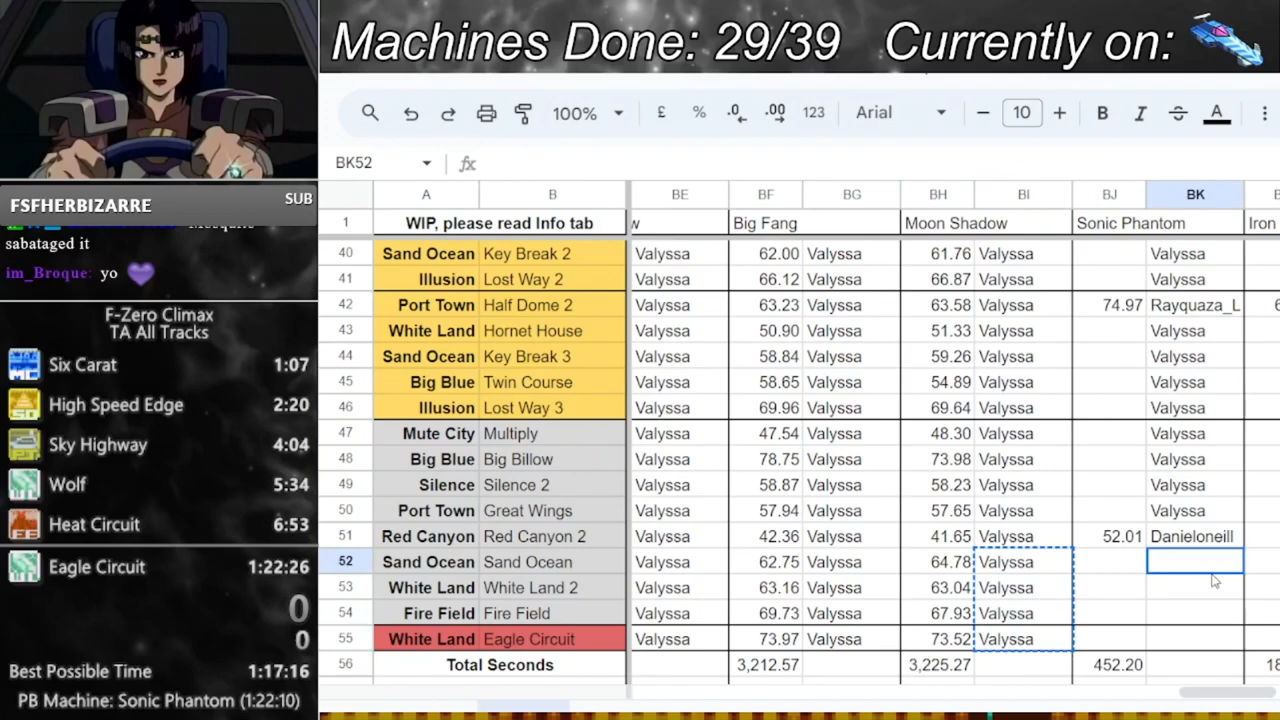 Machines Done: 29/39 Currently on:
100%
£ % .0 .00 123 Arial 10 B I A
BK52 fx
A B BE BF BG BH BI BJ BK
1 WIP, please read Info tab Big Fang Moon Shadow Sonic Phantom Iron
40 Sand Ocean Key Break 2 Valyssa 62.00 Valyssa 61.76 Valyssa Valyssa
41 Illusion Lost Way 2 Valyssa 66.12 Valyssa 66.87 Valyssa Valyssa
42 Port Town Half Dome 2 Valyssa 63.23 Valyssa 63.58 Valyssa 74.97 Rayquaza_L
43 White Land Hornet House Valyssa 50.90 Valyssa 51.33 Valyssa Valyssa
44 Sand Ocean Key Break 3 Valyssa 58.84 Valyssa 59.26 Valyssa Valyssa
45 Big Blue Twin Course Valyssa 58.65 Valyssa 54.89 Valyssa Valyssa
46 Illusion Lost Way 3 Valyssa 69.96 Valyssa 69.64 Valyssa Valyssa
47 Mute City Multiply Valyssa 47.54 Valyssa 48.30 Valyssa Valyssa
48 Big Blue Big Billow Valyssa 78.75 Valyssa 73.98 Valyssa Valyssa
49 Silence Silence 2 Valyssa 58.87 Valyssa 58.23 Valyssa Valyssa
50 Port Town Great Wings Valyssa 57.94 Valyssa 57.65 Valyssa Valyssa
51 Red Canyon Red Canyon 2 Valyssa 42.36 Valyssa 41.65 Valyssa 52.01 Danieloneill
52 Sand Ocean Sand Ocean Valyssa 62.75 Valyssa 64.78 Valyssa
53 White Land White Land 2 Valyssa 63.16 Valyssa 63.04 Valyssa
54 Fire Field Fire Field Valyssa 69.73 Valyssa 67.93 Valyssa
55 White Land Eagle Circuit Valyssa 73.97 Valyssa 73.52 Valyssa
56 Total Seconds 3,212.57 3,225.27 452.20
FSFHERBIZARRE SUB
sabataged it
im_Broque: yo
F-Zero Climax
TA All Tracks
Six Carat 1:07
High Speed Edge 2:20
Sky Highway 4:04
Wolf 5:34
Heat Circuit 6:53
Eagle Circuit 1:22:26
0
0
Best Possible Time 1:17:16
PB Machine: Sonic Phantom (1:22:10)